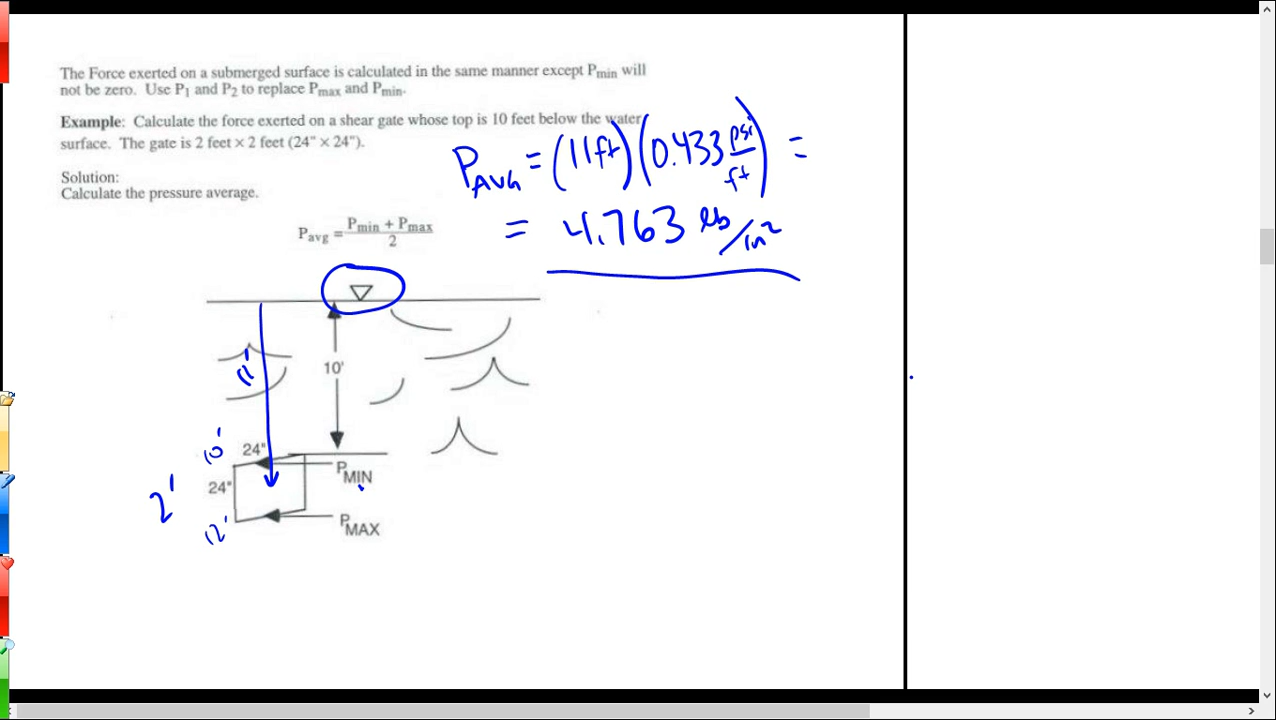 The Force exerted on a submerged surface is calculated in the same manner except Pmin will
not be zero. Use P1 and P2 to replace Pmax and Pmin.
Example: Calculate the force exerted on a shear gate whose top is 10 feet below the water
surface. The gate is 2 feet × 2 feet (24" × 24").
Solution:
Calculate the pressure average.
Pavg = Pmin + Pmax / 2
PAVG = (11ft)(0.433 psi/ft) =
= 4.763 lb/in²
11'
10'
10'
24"
24"
2'
12'
PMIN
PMAX